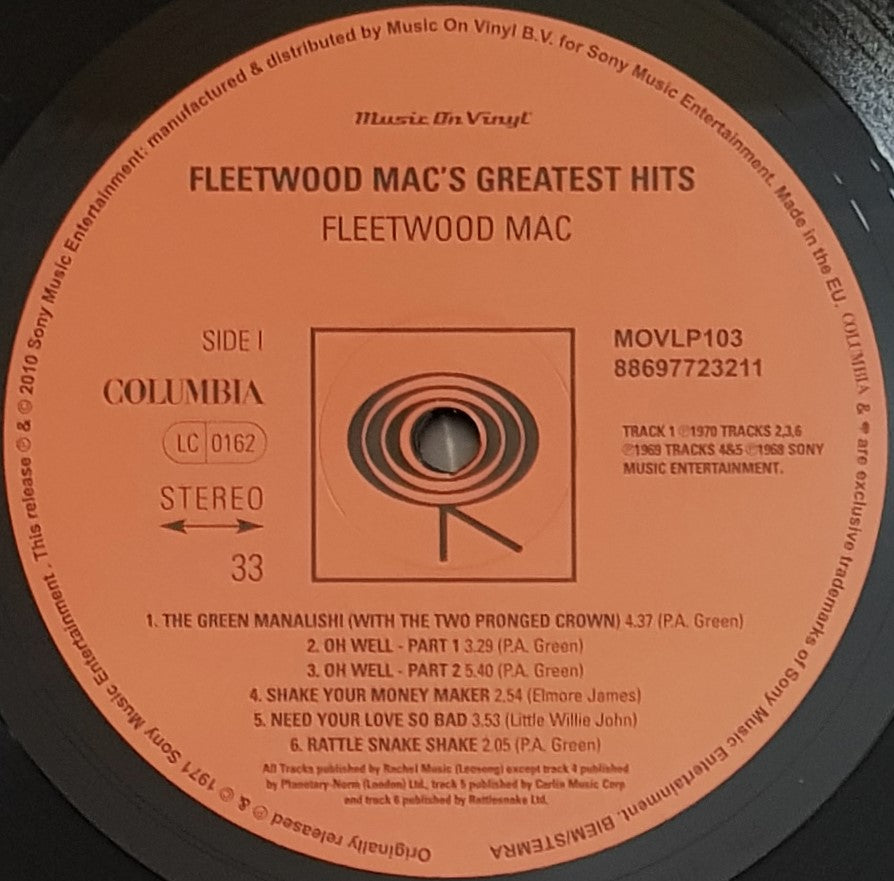 This release ℗ & © 2010 Sony Music Entertainment: manufactured & distributed by Music On Vinyl B.V. for Sony Music Entertainment. Made in the EU. COLUMBIA & are exclusive trademarks of Sony Music Entertainment. BIEM/STEMRA
Originally released ℗ & © 1971 Sony Music Entertainment.
Music On Vinyl
FLEETWOOD MAC'S GREATEST HITS
FLEETWOOD MAC
SIDE I
COLUMBIA
LC 0162
STEREO
33
MOVLP103
88697723211
TRACK 1 ℗1970 TRACKS 2,3,6
℗1969 TRACKS 4&5 ℗1968 SONY
MUSIC ENTERTAINMENT.
1. THE GREEN MANALISHI (WITH THE TWO PRONGED CROWN) 4.37 (P.A. Green)
2. OH WELL - PART 1 3.29 (P.A. Green)
3. OH WELL - PART 2 5.40 (P.A. Green)
4. SHAKE YOUR MONEY MAKER 2.54 (Elmore James)
5. NEED YOUR LOVE SO BAD 3.53 (Little Willie John)
6. RATTLE SNAKE SHAKE 2.05 (P.A. Green)
All Tracks published by Rachel Music (Leosong) except track 4 published
by Planetary-Norm (London) Ltd., track 5 published by Carlin Music Corp
and track 6 published by Rattlesnake Ltd.